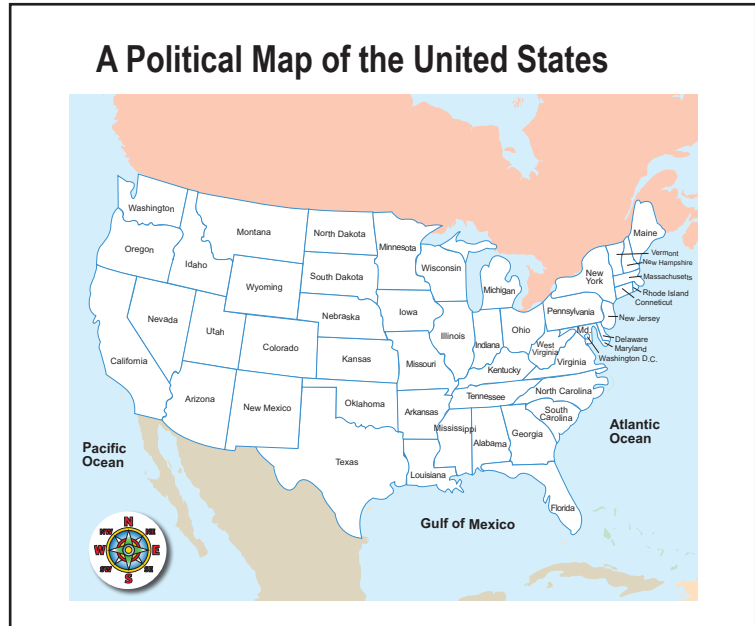 A Political Map of the United States
Washington
Montana
North Dakota
Minnesota
Maine
Vermont
New Hampshire
Massachusetts
Rhode Island
Conneticut
Oregon
Idaho
Wyoming
South Dakota
Wisconsin
Michigan
New
York
Nebraska
Iowa
Pennsylvania
New Jersey
Nevada
Utah
Colorado
Kansas
Illinois
Indiana
Ohio
Md.
Delaware
Maryland
Washington D.C.
West
Virginia
Virginia
California
Missouri
Kentucky
Arizona
New Mexico
Oklahoma
Arkansas
Tennessee
North Carolina
South
Carolina
Mississippi
Alabama
Georgia
Texas
Louisiana
Florida
Pacific
Ocean
Atlantic
Ocean
Gulf of Mexico
N
NW
NE
W
E
SW
SE
S